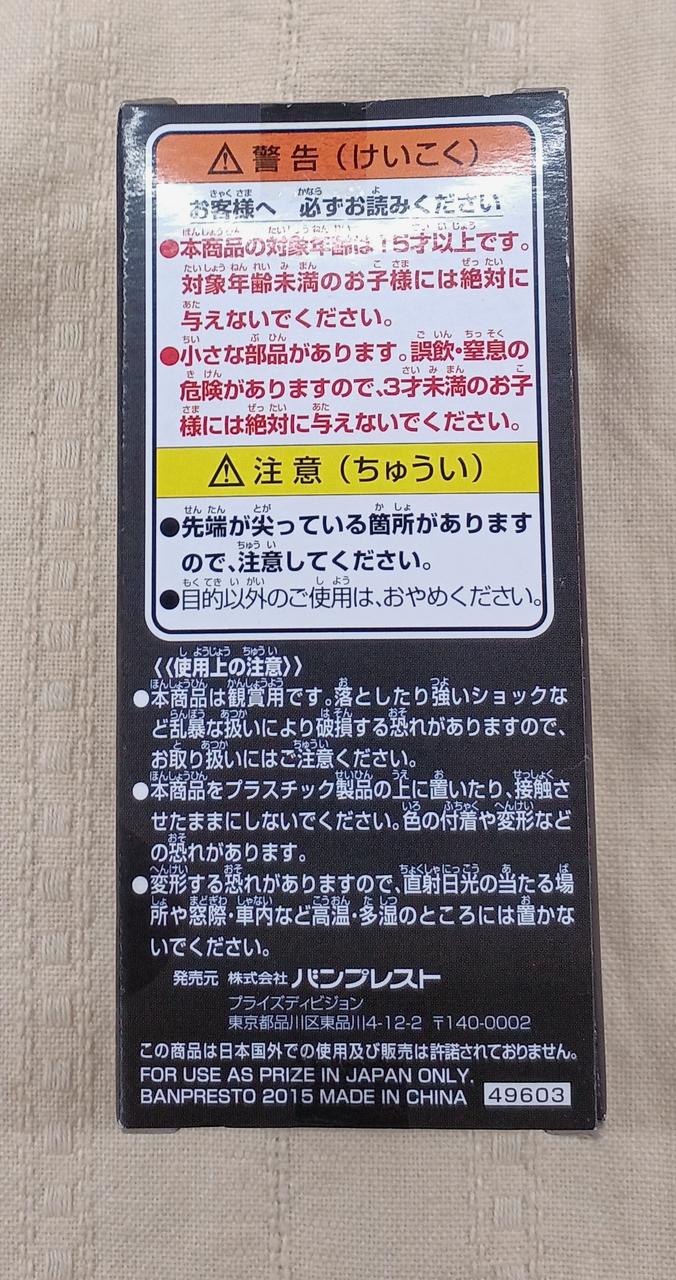 ⚠警告(けいこく)
お客様へ 必ずお読みください
●本商品の対象年齢は15才以上です。
対象年齢未満のお子様には絶対に
与えないでください。
●小さな部品があります。誤飲・窒息の
危険がありますので、3才未満のお子
様には絶対に与えないでください。
⚠注意(ちゅうい)
●先端が尖っている箇所があります
ので、注意してください。
●目的以外のご使用は、おやめください。
《使用上の注意》
●本商品は観賞用です。落としたり強いショックな
ど乱暴な扱いにより破損する恐れがありますので、
お取り扱いにはご注意ください。
●本商品をプラスチック製品の上に置いたり、接触さ
せたままにしないでください。色の付着や変形など
の恐れがあります。
●変形する恐れがありますので、直射日光の当たる場
所や窓際・車内など高温・多湿のところには置かな
いでください。
発売元 株式会社バンプレスト
プライズディビジョン
東京都品川区東品川4-12-2 〒140-0002
この商品は日本国外での使用及び販売は許諾されておりません。
FOR USE AS PRIZE IN JAPAN ONLY.
BANPRESTO 2015 MADE IN CHINA 49603